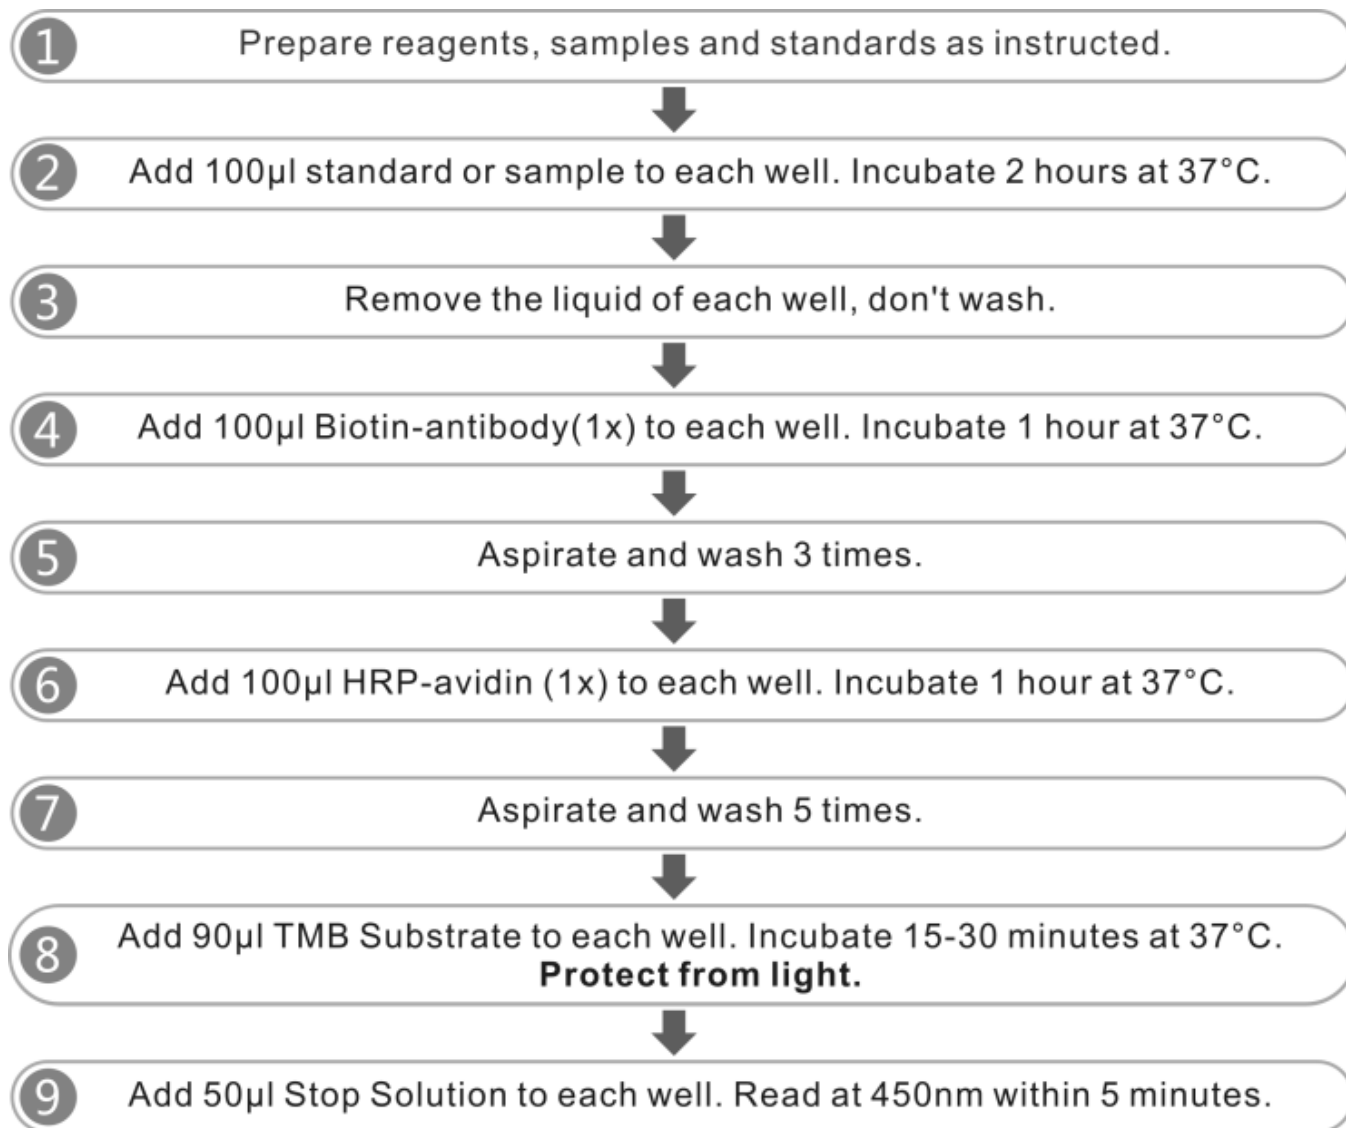 1 Prepare reagents, samples and standards as instructed.
2 Add 100µl standard or sample to each well. Incubate 2 hours at 37°C.
3 Remove the liquid of each well, don't wash.
4 Add 100µl Biotin-antibody(1x) to each well. Incubate 1 hour at 37°C.
5 Aspirate and wash 3 times.
6 Add 100µl HRP-avidin (1x) to each well. Incubate 1 hour at 37°C.
7 Aspirate and wash 5 times.
8 Add 90µl TMB Substrate to each well. Incubate 15-30 minutes at 37°C.
Protect from light.
9 Add 50µl Stop Solution to each well. Read at 450nm within 5 minutes.